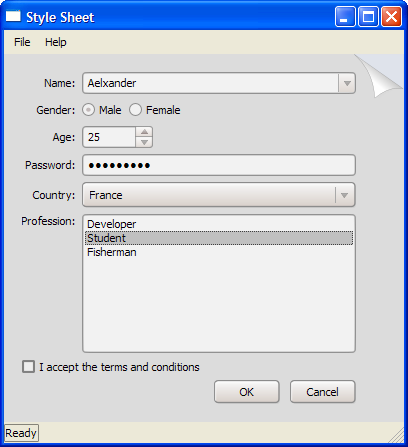 Style Sheet
File Help
Name: Aelxander
Gender: Male Female
Age: 25
Password: ●●●●●●●●●
Country: France
Profession: Developer
Student
Fisherman
I accept the terms and conditions
OK Cancel
Ready